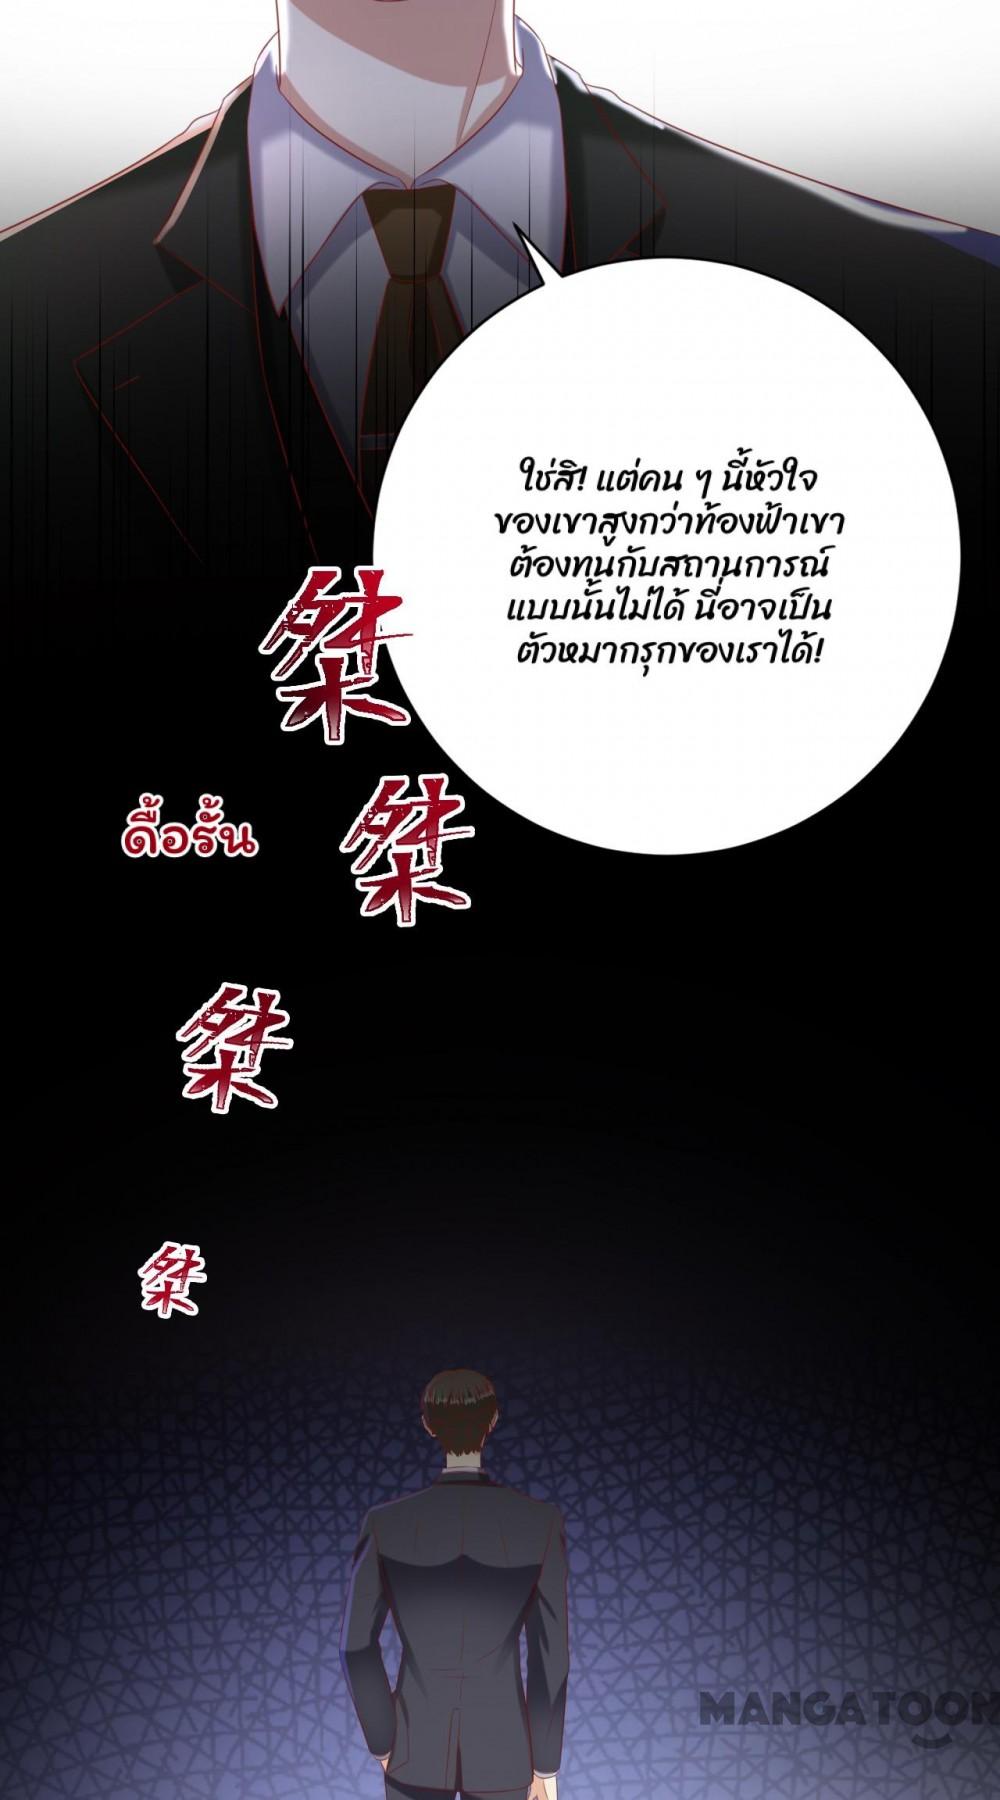 ใช่สิ! แต่คน ๆ นี้หัวใจ
ของเขาสูงกว่าท้องฟ้าเขา
ต้องทนกับสถานการณ์
แบบนั้นไม่ได้ นี่อาจเป็น
ตัวหมากรุกของเราได้!
桀
桀
ดื้อรั้น
桀
桀
MANGATOON